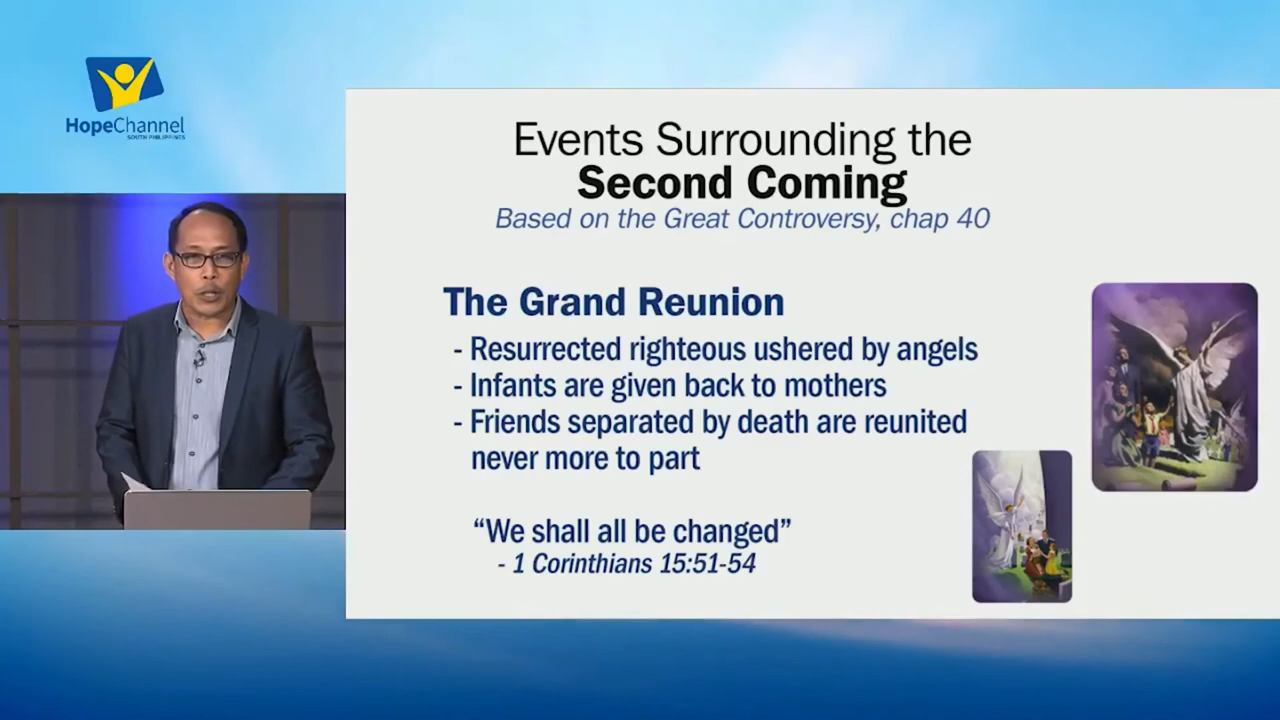 HopeChannel
SOUTH PHILIPPINES
Events Surrounding the
Second Coming
Based on the Great Controversy, chap 40
The Grand Reunion
- Resurrected righteous ushered by angels
- Infants are given back to mothers
- Friends separated by death are reunited
never more to part
“We shall all be changed”
- 1 Corinthians 15:51-54